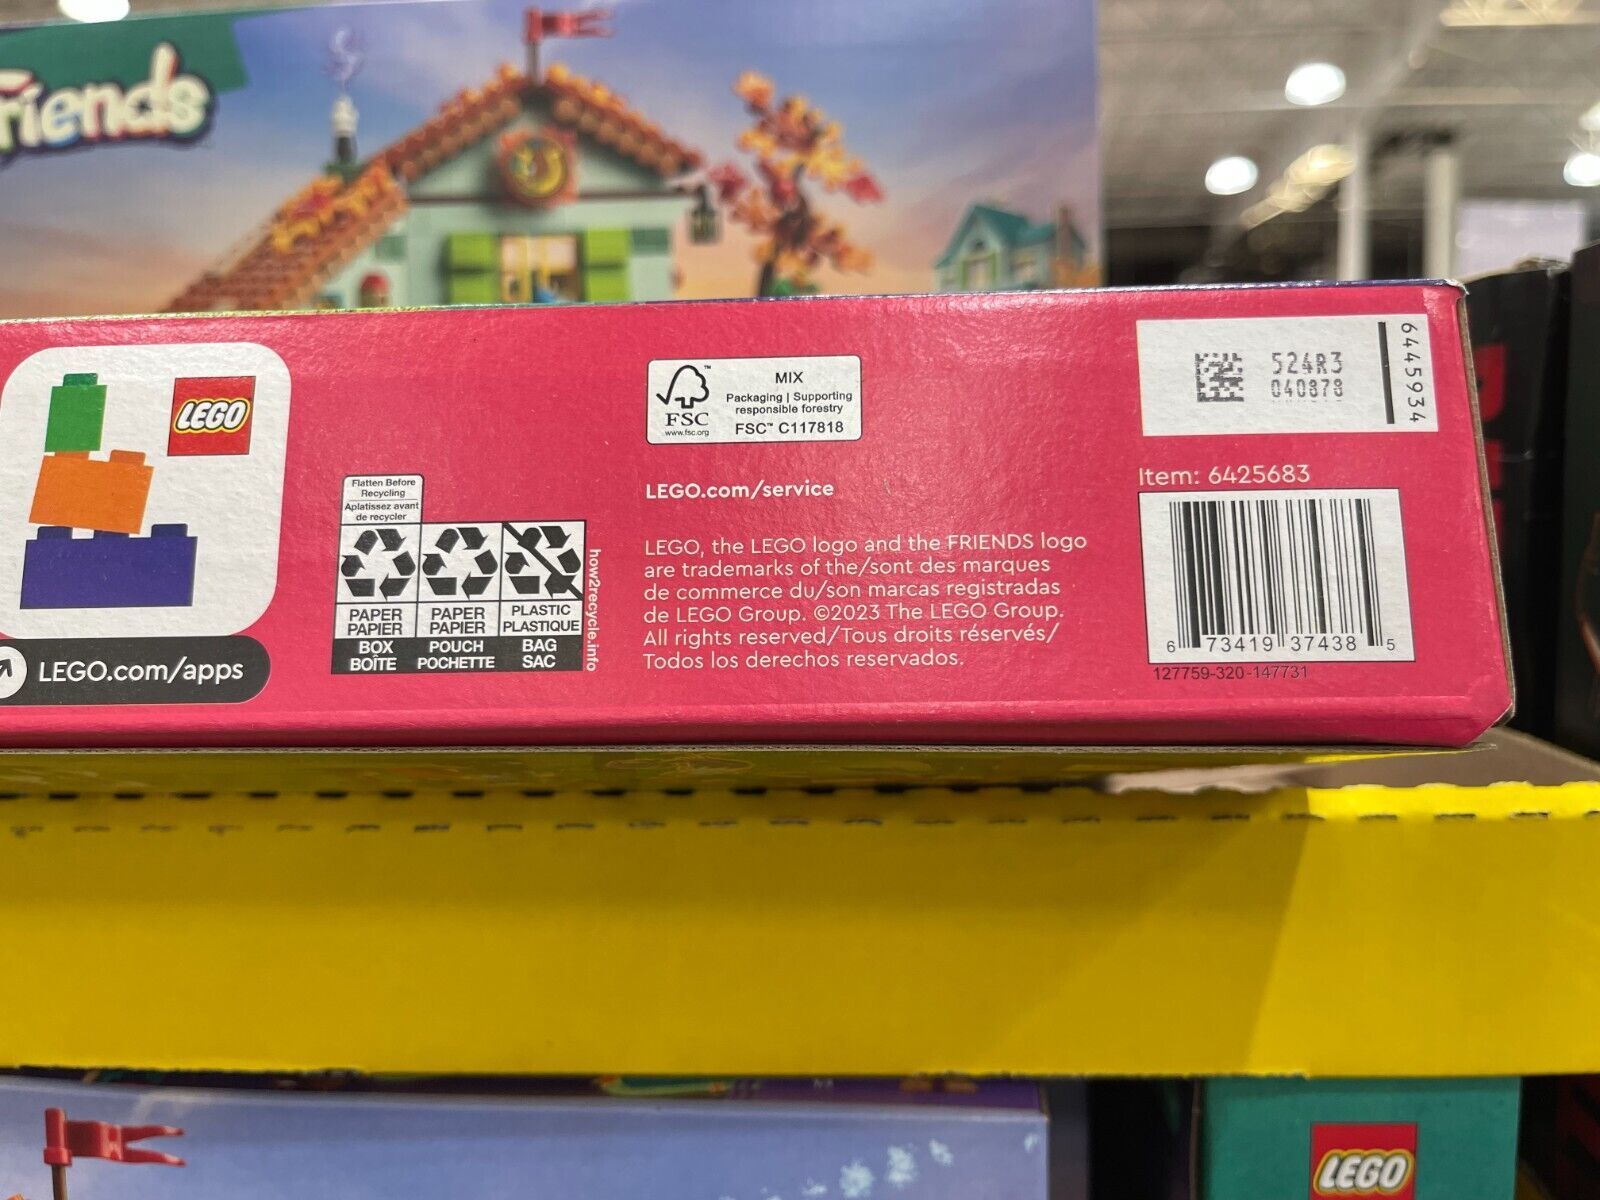 Friends
LEGO
LEGO.com/apps
Flatten Before
Recycling
Aplatissez avant
de recycler
PAPER
PAPIER
BOX
BOÎTE
PAPER
PAPIER
POUCH
POCHETTE
PLASTIC
PLASTIQUE
BAG
SAC
how2recycle.info
FSC
www.fsc.org
MIX
Packaging | Supporting
responsible forestry
FSC™ C117818
LEGO.com/service
LEGO, the LEGO logo and the FRIENDS logo
are trademarks of the/sont des marques
de commerce du/son marcas registradas
de LEGO Group. ©2023 The LEGO Group.
All rights reserved/Tous droits réservés/
Todos los derechos reservados.
524R3
040878
6445934
Item: 6425683
6 73419 37438 5
127759-320-147731
LEGO